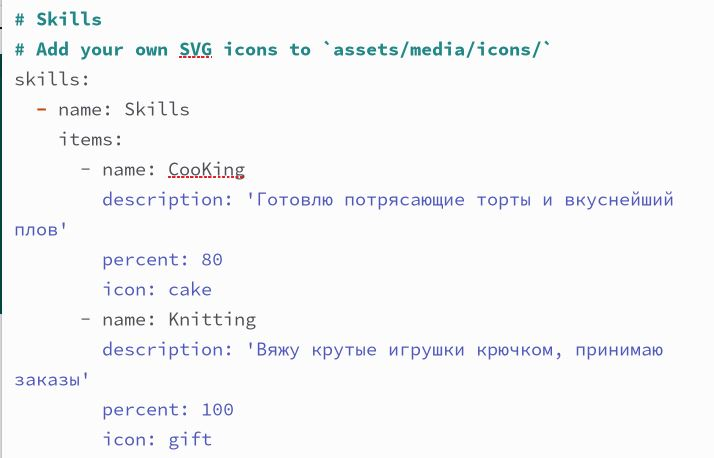 # Skills
# Add your own SVG icons to `assets/media/icons/`
skills:
  - name: Skills
    items:
      - name: CooKing
        description: 'Готовлю потрясающие торты и вкуснейший
плов'
        percent: 80
        icon: cake
      - name: Knitting
        description: 'Вяжу крутые игрушки крючком, принимаю
заказы'
        percent: 100
        icon: gift